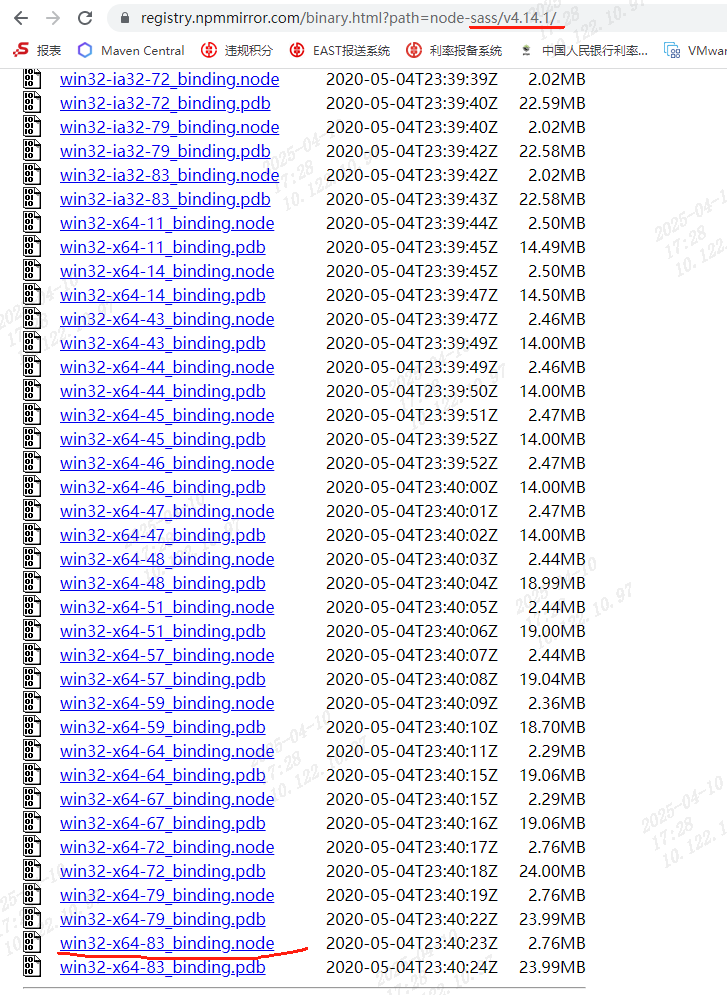 registry.npmmirror.com/binary.html?path=node-sass/v4.14.1/
报表 Maven Central 违规积分 EAST报送系统 利率报备系统 中国人民银行利率... VMwar
win32-ia32-72_binding.node 2020-05-04T23:39:39Z 2.02MB
win32-ia32-72_binding.pdb 2020-05-04T23:39:40Z 22.59MB
win32-ia32-79_binding.node 2020-05-04T23:39:40Z 2.02MB
win32-ia32-79_binding.pdb 2020-05-04T23:39:42Z 22.58MB
win32-ia32-83_binding.node 2020-05-04T23:39:42Z 2.02MB
win32-ia32-83_binding.pdb 2020-05-04T23:39:43Z 22.58MB
win32-x64-11_binding.node 2020-05-04T23:39:44Z 2.50MB
win32-x64-11_binding.pdb 2020-05-04T23:39:45Z 14.49MB
win32-x64-14_binding.node 2020-05-04T23:39:45Z 2.50MB
win32-x64-14_binding.pdb 2020-05-04T23:39:47Z 14.50MB
win32-x64-43_binding.node 2020-05-04T23:39:47Z 2.46MB
win32-x64-43_binding.pdb 2020-05-04T23:39:49Z 14.00MB
win32-x64-44_binding.node 2020-05-04T23:39:49Z 2.46MB
win32-x64-44_binding.pdb 2020-05-04T23:39:50Z 14.00MB
win32-x64-45_binding.node 2020-05-04T23:39:51Z 2.47MB
win32-x64-45_binding.pdb 2020-05-04T23:39:52Z 14.00MB
win32-x64-46_binding.node 2020-05-04T23:39:52Z 2.47MB
win32-x64-46_binding.pdb 2020-05-04T23:40:00Z 14.00MB
win32-x64-47_binding.node 2020-05-04T23:40:01Z 2.47MB
win32-x64-47_binding.pdb 2020-05-04T23:40:02Z 14.00MB
win32-x64-48_binding.node 2020-05-04T23:40:03Z 2.44MB
win32-x64-48_binding.pdb 2020-05-04T23:40:04Z 18.99MB
win32-x64-51_binding.node 2020-05-04T23:40:05Z 2.44MB
win32-x64-51_binding.pdb 2020-05-04T23:40:06Z 19.00MB
win32-x64-57_binding.node 2020-05-04T23:40:07Z 2.44MB
win32-x64-57_binding.pdb 2020-05-04T23:40:08Z 19.04MB
win32-x64-59_binding.node 2020-05-04T23:40:09Z 2.36MB
win32-x64-59_binding.pdb 2020-05-04T23:40:10Z 18.70MB
win32-x64-64_binding.node 2020-05-04T23:40:11Z 2.29MB
win32-x64-64_binding.pdb 2020-05-04T23:40:15Z 19.06MB
win32-x64-67_binding.node 2020-05-04T23:40:15Z 2.29MB
win32-x64-67_binding.pdb 2020-05-04T23:40:16Z 19.06MB
win32-x64-72_binding.node 2020-05-04T23:40:17Z 2.76MB
win32-x64-72_binding.pdb 2020-05-04T23:40:18Z 24.00MB
win32-x64-79_binding.node 2020-05-04T23:40:19Z 2.76MB
win32-x64-79_binding.pdb 2020-05-04T23:40:22Z 23.99MB
win32-x64-83_binding.node 2020-05-04T23:40:23Z 2.76MB
win32-x64-83_binding.pdb 2020-05-04T23:40:24Z 23.99MB